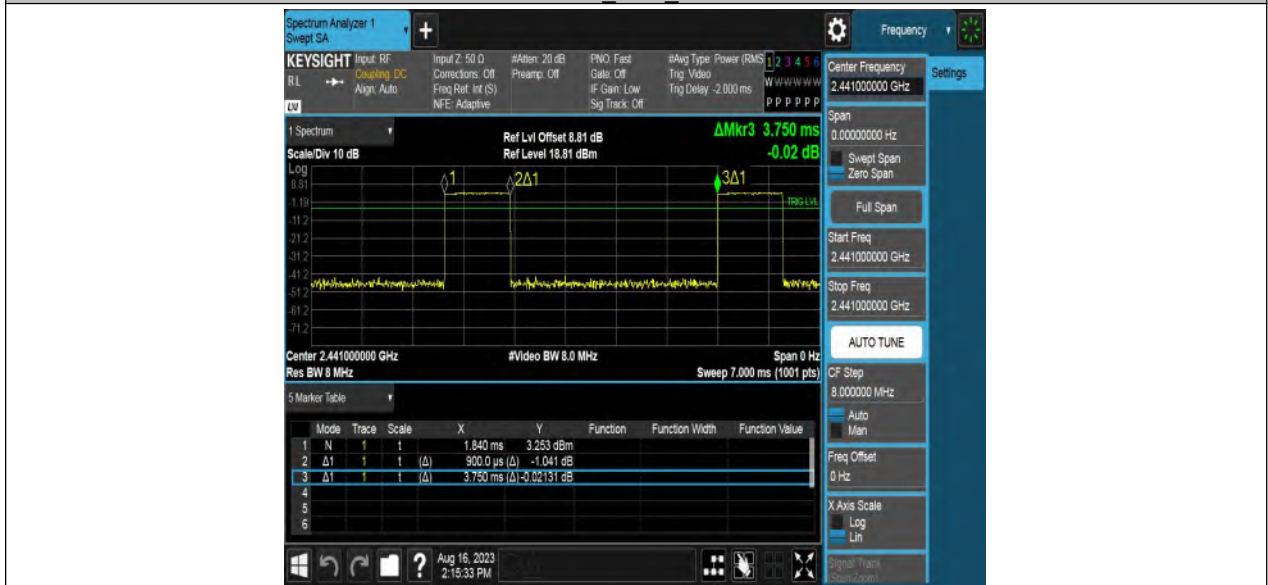 Spectrum Analyzer 1
Swept SA
+
Frequency
KEYSIGHT
RL
LXI
Input: RF
Coupling: DC
Align: Auto
Input Z: 50 Ω
Corrections: Off
Freq Ref: Int (S)
NFE: Adaptive
#Atten: 20 dB
Preamp: Off
PNO: Fast
Gate: Off
IF Gain: Low
Sig Track: Off
#Avg Type: Power (RMS
Trig: Video
Trig Delay: -2.000 ms
1 2 3 4 5 6
W W W W W W
P P P P P P
1 Spectrum
Scale/Div 10 dB
Ref Lvl Offset 8.81 dB
Ref Level 18.81 dBm
ΔMkr3 3.750 ms
-0.02 dB
Log
8.81
-1.19
-11.2
-21.2
-31.2
-41.2
-51.2
-61.2
-71.2
1
2Δ1
3Δ1
TRIG LVL
Center 2.441000000 GHz
Res BW 8 MHz
#Video BW 8.0 MHz
Span 0 Hz
Sweep 7.000 ms (1001 pts)
5 Marker Table
Mode Trace Scale X Y Function Function Width Function Value
1 N 1 t 1.840 ms 3.253 dBm
2 Δ1 1 t (Δ) 900.0 µs (Δ) -1.041 dB
3 Δ1 1 t (Δ) 3.750 ms (Δ) -0.02131 dB
4
5
6
?
Aug 16, 2023
2:15:33 PM
Center Frequency
2.441000000 GHz
Settings
Span
0.00000000 Hz
Swept Span
Zero Span
Full Span
Start Freq
2.441000000 GHz
Stop Freq
2.441000000 GHz
AUTO TUNE
CF Step
8.000000 MHz
Auto
Man
Freq Offset
0 Hz
X Axis Scale
Log
Lin
Signal Track
(Span Zoom)